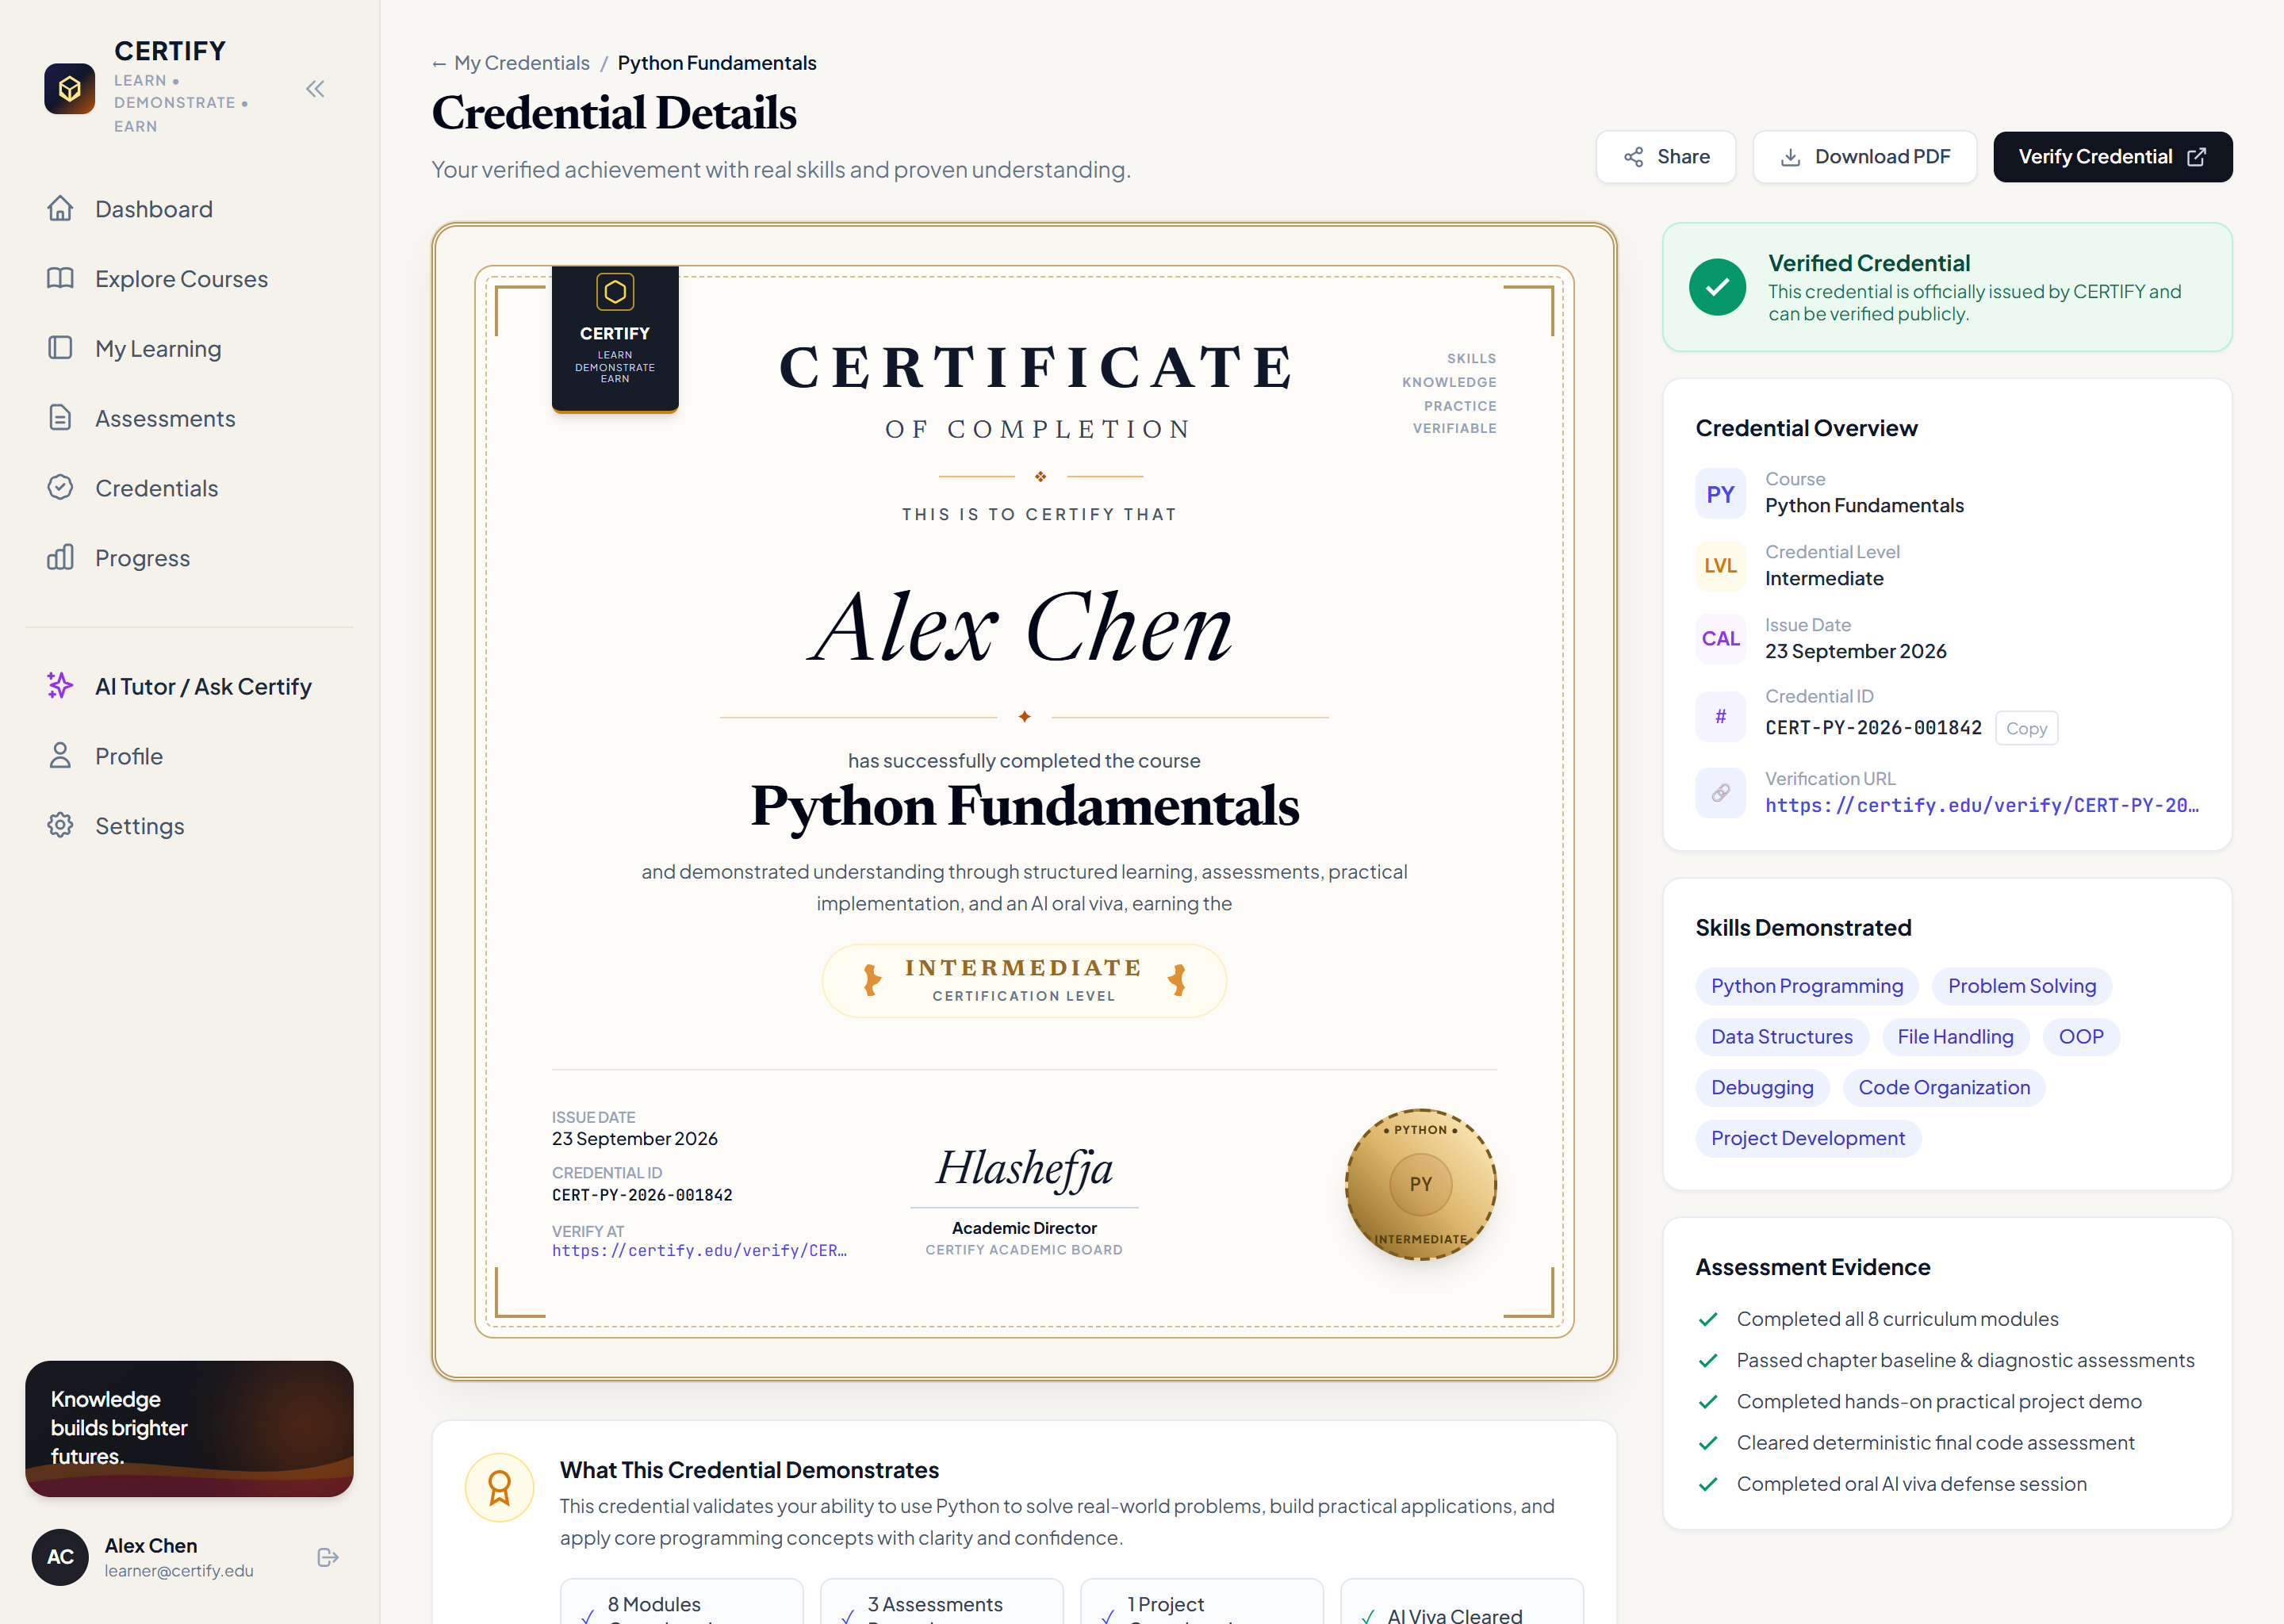 CERTIFY
LEARN •
DEMONSTRATE •
EARN
Dashboard
Explore Courses
My Learning
Assessments
Credentials
Progress
AI Tutor / Ask Certify
Profile
Settings
Knowledge
builds brighter
futures.
AC
Alex Chen
learner@certify.edu
← My Credentials / Python Fundamentals
Credential Details
Your verified achievement with real skills and proven understanding.
Share
Download PDF
Verify Credential
CERTIFY
LEARN
DEMONSTRATE
EARN
CERTIFICATE
OF COMPLETION
SKILLS
KNOWLEDGE
PRACTICE
VERIFIABLE
THIS IS TO CERTIFY THAT
Alex Chen
has successfully completed the course
Python Fundamentals
and demonstrated understanding through structured learning, assessments, practical
implementation, and an AI oral viva, earning the
INTERMEDIATE
CERTIFICATION LEVEL
ISSUE DATE
23 September 2026
CREDENTIAL ID
CERT-PY-2026-001842
VERIFY AT
https://certify.edu/verify/CER…
Hlashefja
Academic Director
CERTIFY ACADEMIC BOARD
• PYTHON •
PY
INTERMEDIATE
What This Credential Demonstrates
This credential validates your ability to use Python to solve real-world problems, build practical applications, and
apply core programming concepts with clarity and confidence.
✓ 8 Modules
✓ 3 Assessments
✓ 1 Project
✓ AI Viva Cleared
Verified Credential
This credential is officially issued by CERTIFY and
can be verified publicly.
Credential Overview
PY
Course
Python Fundamentals
LVL
Credential Level
Intermediate
CAL
Issue Date
23 September 2026
#
Credential ID
CERT-PY-2026-001842
Copy
Verification URL
https://certify.edu/verify/CERT-PY-20…
Skills Demonstrated
Python Programming
Problem Solving
Data Structures
File Handling
OOP
Debugging
Code Organization
Project Development
Assessment Evidence
Completed all 8 curriculum modules
Passed chapter baseline & diagnostic assessments
Completed hands-on practical project demo
Cleared deterministic final code assessment
Completed oral AI viva defense session